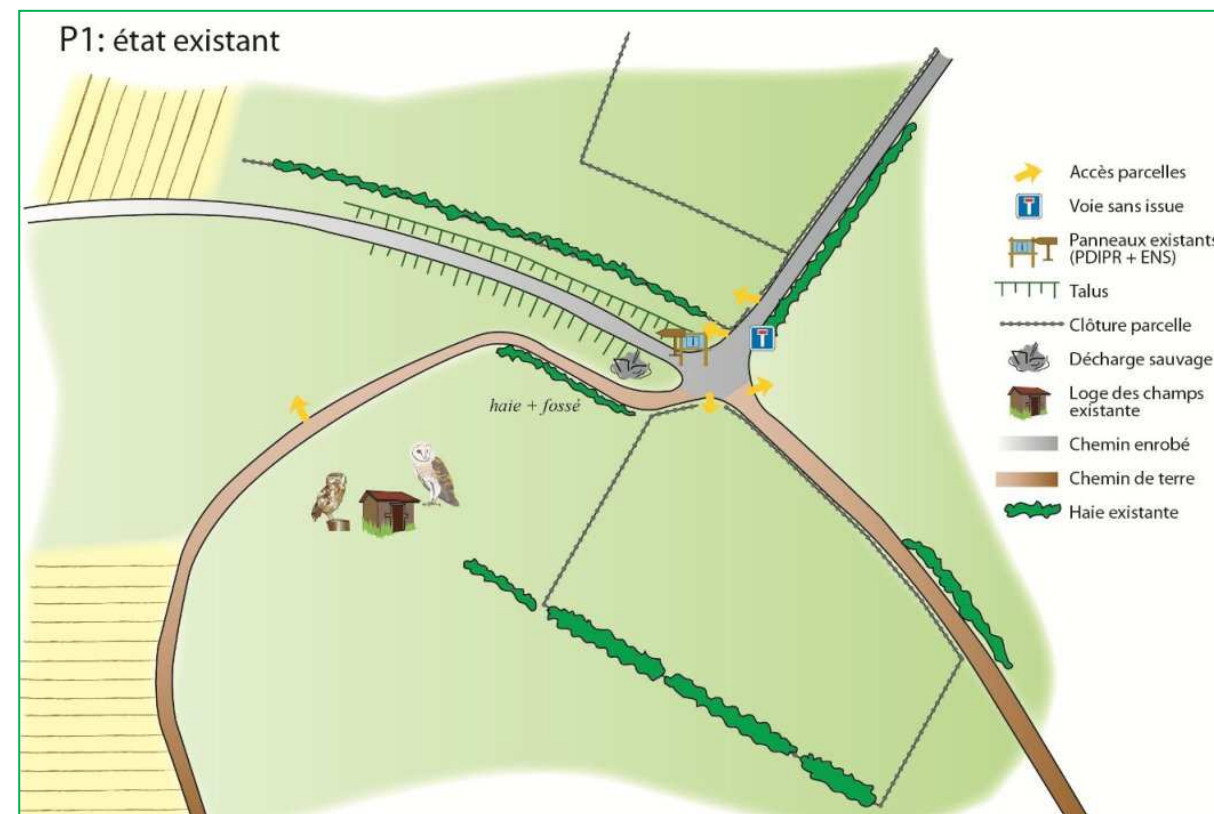 P1: état existant
haie + fossé
Accès parcelles
Voie sans issue
Panneaux existants
(PDIPR + ENS)
Talus
Clôture parcelle
Décharge sauvage
Loge des champs
existante
Chemin enrobé
Chemin de terre
Haie existante